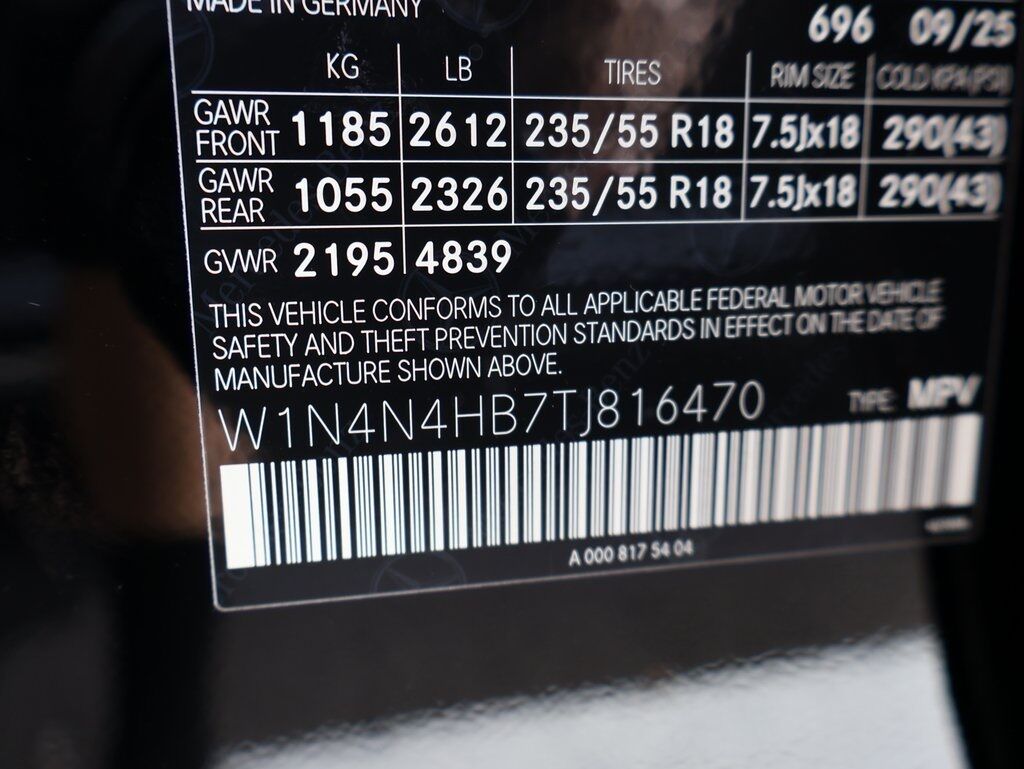 MADE IN GERMANY
696 09/25
KG LB TIRES RIM SIZE COLD KPA (PSI)
GAWR FRONT 1185 2612 235/55 R18 7.5Jx18 290(43)
GAWR REAR 1055 2326 235/55 R18 7.5Jx18 290(43)
GVWR 2195 4839
THIS VEHICLE CONFORMS TO ALL APPLICABLE FEDERAL MOTOR VEHICLE
SAFETY AND THEFT PREVENTION STANDARDS IN EFFECT ON THE DATE OF
MANUFACTURE SHOWN ABOVE.
W1N4N4HB7TJ816470 TYPE: MPV
A 000 817 54 04